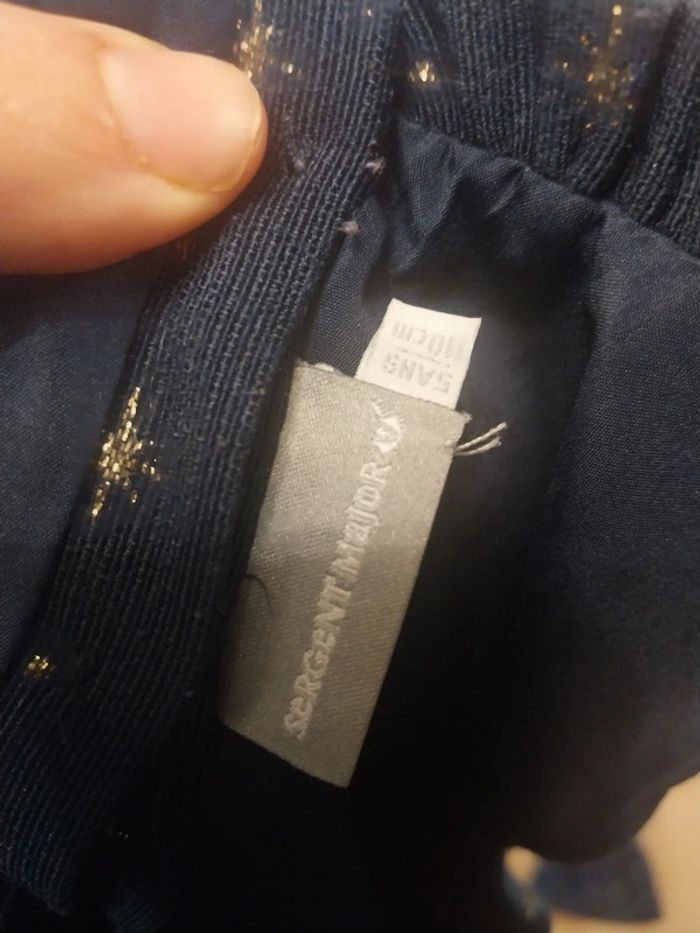 SeRGeNT MajoR
5ANS
110CM